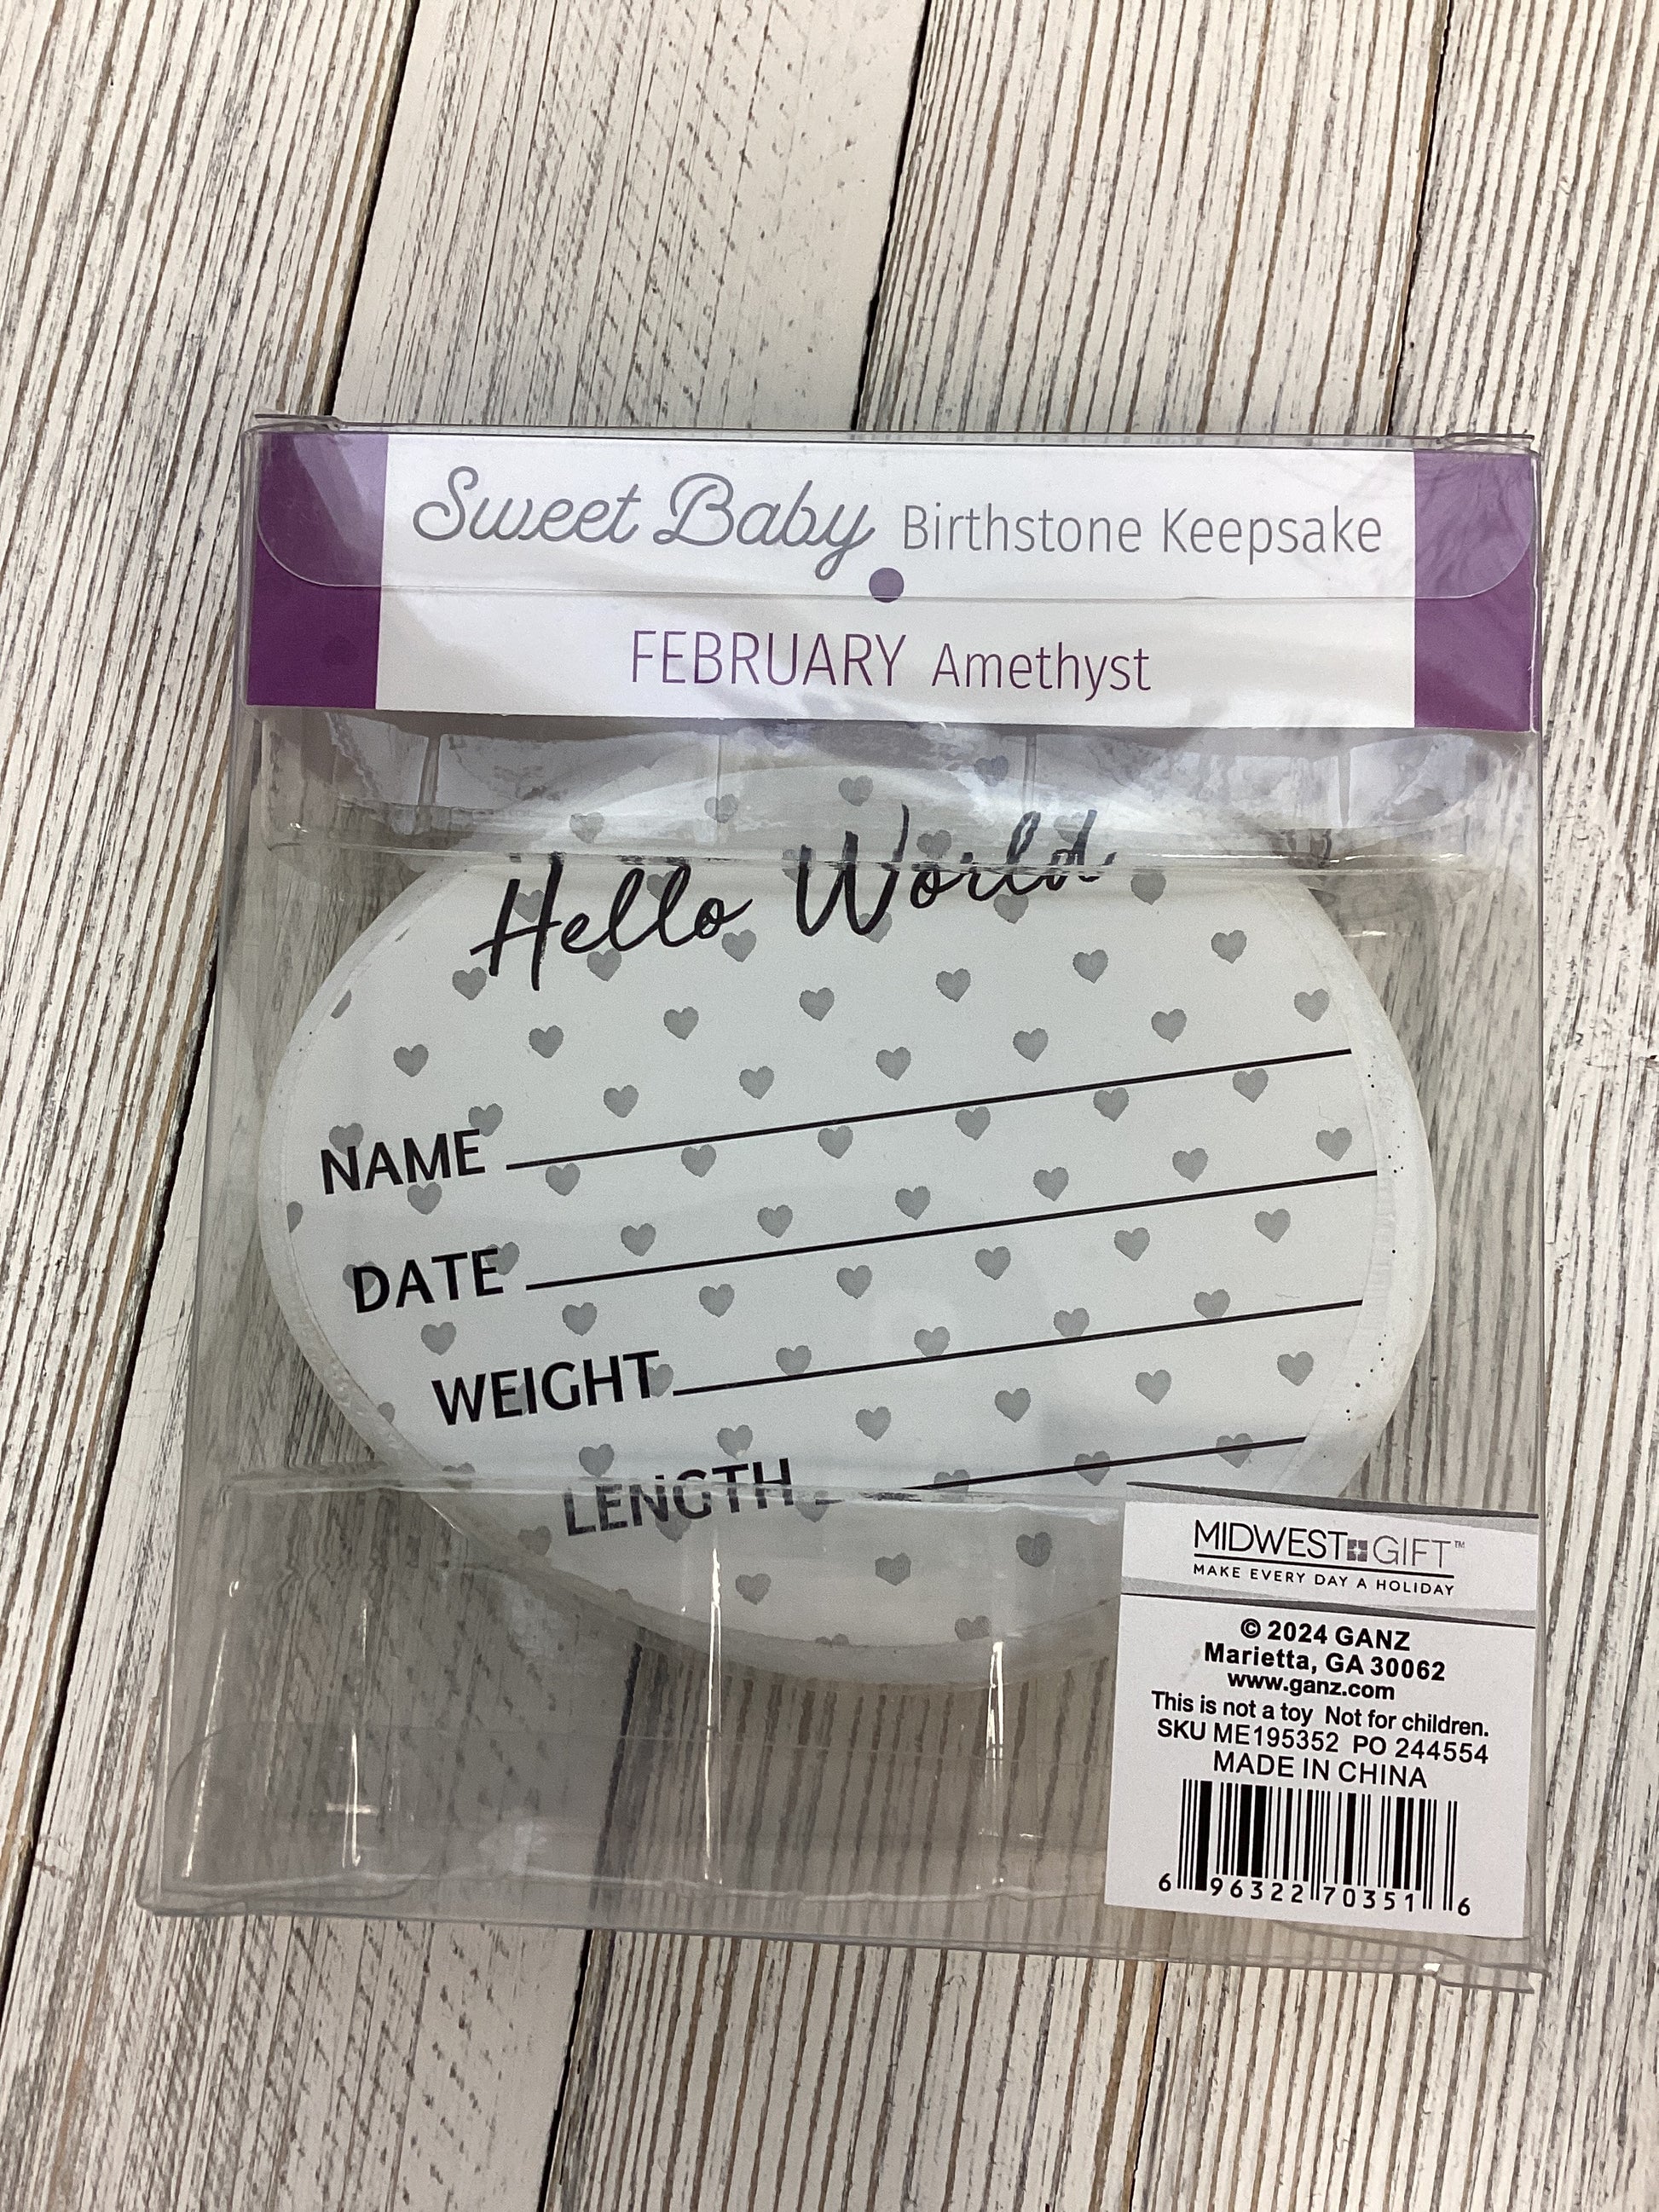 Sweet Baby Birthstone Keepsake
FEBRUARY Amethyst
Hello World
NAME
DATE
WEIGHT
LENGTH
MIDWEST GIFT™
MAKE EVERY DAY A HOLIDAY
© 2024 GANZ
Marietta, GA 30062
www.ganz.com
This is not a toy Not for children.
SKU ME195352 PO 244554
MADE IN CHINA
6 96322 70351 6